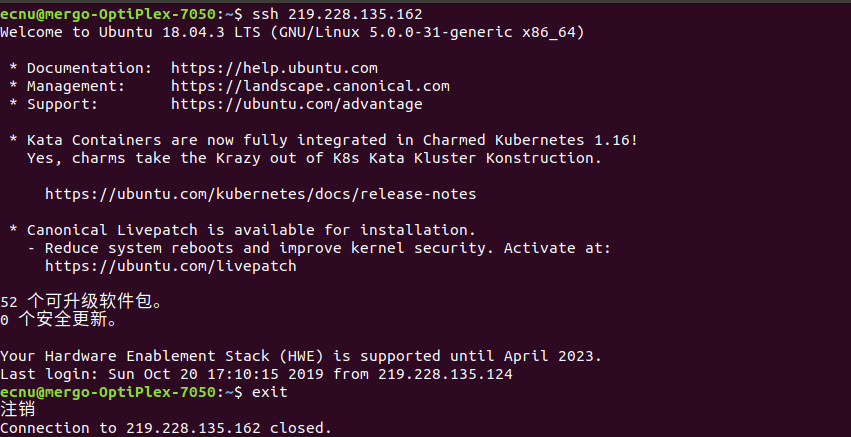 ecnu@mergo-OptiPlex-7050:~$ ssh 219.228.135.162
Welcome to Ubuntu 18.04.3 LTS (GNU/Linux 5.0.0-31-generic x86_64)
* Documentation:  https://help.ubuntu.com
* Management:     https://landscape.canonical.com
* Support:        https://ubuntu.com/advantage
* Kata Containers are now fully integrated in Charmed Kubernetes 1.16!
Yes, charms take the Krazy out of K8s Kata Kluster Konstruction.
https://ubuntu.com/kubernetes/docs/release-notes
* Canonical Livepatch is available for installation.
- Reduce system reboots and improve kernel security. Activate at:
https://ubuntu.com/livepatch
52 个可升级软件包。
0 个安全更新。
Your Hardware Enablement Stack (HWE) is supported until April 2023.
Last login: Sun Oct 20 17:10:15 2019 from 219.228.135.124
ecnu@mergo-OptiPlex-7050:~$ exit
注销
Connection to 219.228.135.162 closed.